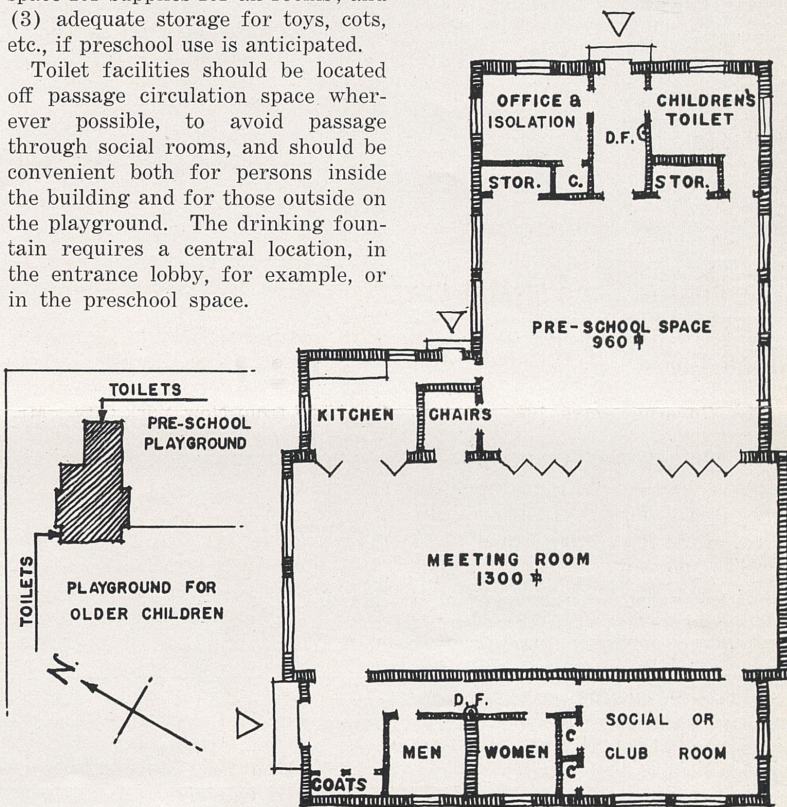 space for supplies for all rooms; and
(3) adequate storage for toys, cots,
etc., if preschool use is anticipated.
Toilet facilities should be located
off passage circulation space wher-
ever possible, to avoid passage
through social rooms, and should be
convenient both for persons inside
the building and for those outside on
the playground. The drinking foun-
tain requires a central location, in
the entrance lobby, for example, or
in the preschool space.
OFFICE &
ISOLATION
CHILDREN'S
TOILET
D.F.
STOR.
C.
STOR.
PRE-SCHOOL SPACE
960
KITCHEN
CHAIRS
MEETING ROOM
1300
D.F.
MEN
WOMEN
C
C
SOCIAL OR
CLUB ROOM
COATS
TOILETS
PRE-SCHOOL
PLAYGROUND
TOILETS
PLAYGROUND FOR
OLDER CHILDREN
N